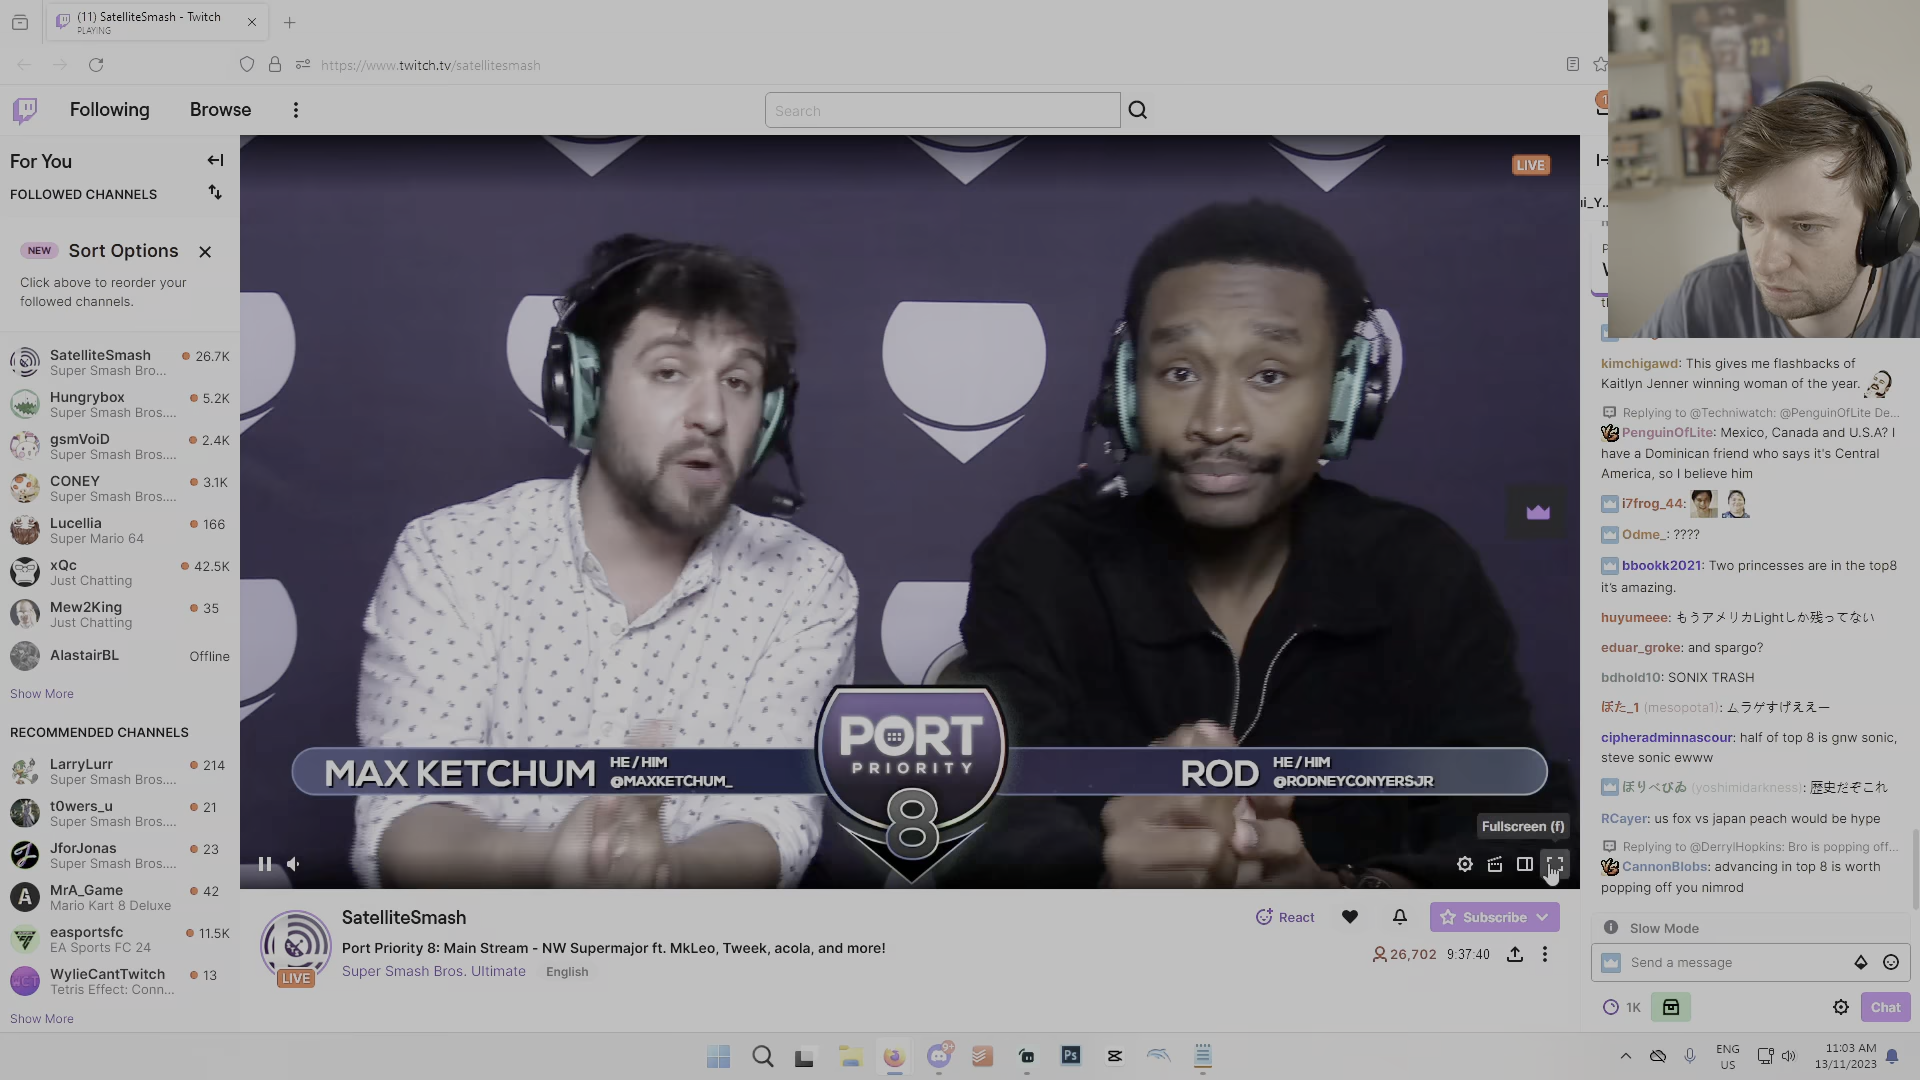 (11) SatelliteSmash - Twitch
PLAYING
https://www.twitch.tv/satellitesmash
Following
Browse
Search
For You
FOLLOWED CHANNELS
NEW Sort Options
Click above to reorder your
followed channels.
SatelliteSmash 26.7K
Super Smash Bro...
Hungrybox 5.2K
Super Smash Bros....
gsmVoiD 2.4K
Super Smash Bros....
CONEY 3.1K
Super Smash Bros....
Lucellia 166
Super Mario 64
xQc 42.5K
Just Chatting
Mew2King 35
Just Chatting
AlastairBL Offline
Show More
RECOMMENDED CHANNELS
LarryLurr 214
Super Smash Bros....
t0wers_u 21
Super Smash Bros....
JforJonas 23
Super Smash Bros....
MrA_Game 42
Mario Kart 8 Deluxe
easportsfc 11.5K
EA Sports FC 24
WylieCantTwitch 13
Tetris Effect: Conn...
Show More
LIVE
MAX KETCHUM HE / HIM
@MAXKETCHUM_
PORT
PRIORITY
8
ROD HE / HIM
@RODNEYCONYERSJR
Fullscreen (f)
SatelliteSmash
LIVE
Port Priority 8: Main Stream - NW Supermajor ft. MkLeo, Tweek, acola, and more!
Super Smash Bros. Ultimate English
React
Subscribe
26,702 9:37:40
23
kimchigawd: This gives me flashbacks of
Kaitlyn Jenner winning woman of the year.
Replying to @Techniwatch: @PenguinOfLite De...
PenguinOfLite: Mexico, Canada and U.S.A? I
have a Dominican friend who says it's Central
America, so I believe him
i7frog_44:
Odme_: ????
bbookk2021: Two princesses are in the top8
it's amazing.
huyumeee: もうアメリカLightしか残ってない
eduar_groke: and spargo?
bdhold10: SONIX TRASH
ぽた_1 (mesopota1): ムラゲすげええー
cipheradminnascour: half of top 8 is gnw sonic,
steve sonic ewww
ぽりべびゐ (yoshimidarkness): 歴史だぞこれ
RCayer: us fox vs japan peach would be hype
Replying to @DerrylHopkins: Bro is popping off...
CannonBlobs: advancing in top 8 is worth
popping off you nimrod
Slow Mode
Send a message
1K
Chat
9+
Ps
ENG
US
11:03 AM
13/11/2023